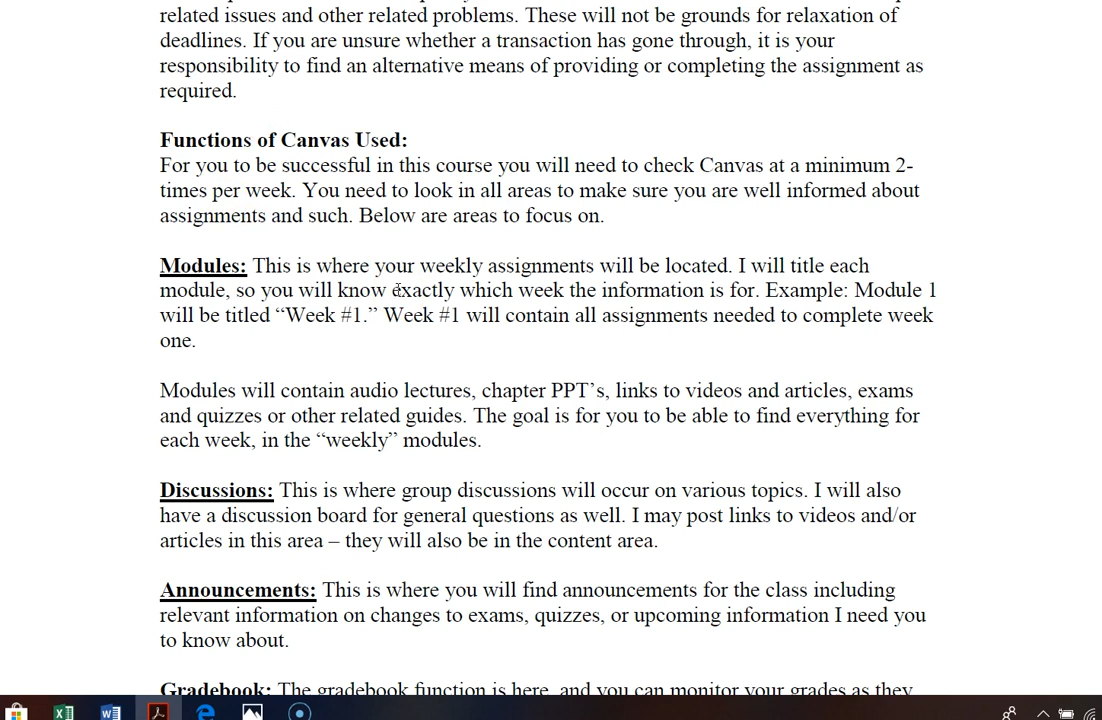 related issues and other related problems. These will not be grounds for relaxation of
deadlines. If you are unsure whether a transaction has gone through, it is your
responsibility to find an alternative means of providing or completing the assignment as
required.
Functions of Canvas Used:
For you to be successful in this course you will need to check Canvas at a minimum 2-
times per week. You need to look in all areas to make sure you are well informed about
assignments and such. Below are areas to focus on.
Modules: This is where your weekly assignments will be located. I will title each
module, so you will know exactly which week the information is for. Example: Module 1
will be titled “Week #1.” Week #1 will contain all assignments needed to complete week
one.
Modules will contain audio lectures, chapter PPT’s, links to videos and articles, exams
and quizzes or other related guides. The goal is for you to be able to find everything for
each week, in the “weekly” modules.
Discussions: This is where group discussions will occur on various topics. I will also
have a discussion board for general questions as well. I may post links to videos and/or
articles in this area – they will also be in the content area.
Announcements: This is where you will find announcements for the class including
relevant information on changes to exams, quizzes, or upcoming information I need you
to know about.
Gradebook: The gradebook function is here, and you can monitor your grades as they